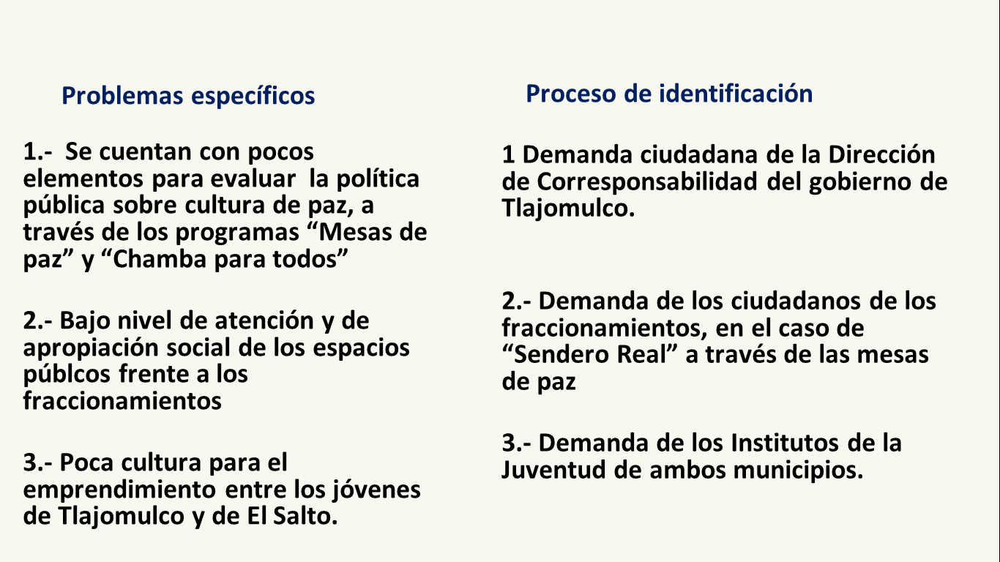 Problemas específicos
1.-  Se cuentan con pocos
elementos para evaluar  la política
pública sobre cultura de paz, a
través de los programas “Mesas de
paz” y “Chamba para todos”
2.- Bajo nivel de atención y de
apropiación social de los espacios
públcos frente a los
fraccionamientos
3.- Poca cultura para el
emprendimiento entre los jóvenes
de Tlajomulco y de El Salto.
Proceso de identificación
1 Demanda ciudadana de la Dirección
de Corresponsabilidad del gobierno de
Tlajomulco.
2.- Demanda de los ciudadanos de los
fraccionamientos, en el caso de
“Sendero Real” a través de las mesas
de paz
3.- Demanda de los Institutos de la
Juventud de ambos municipios.